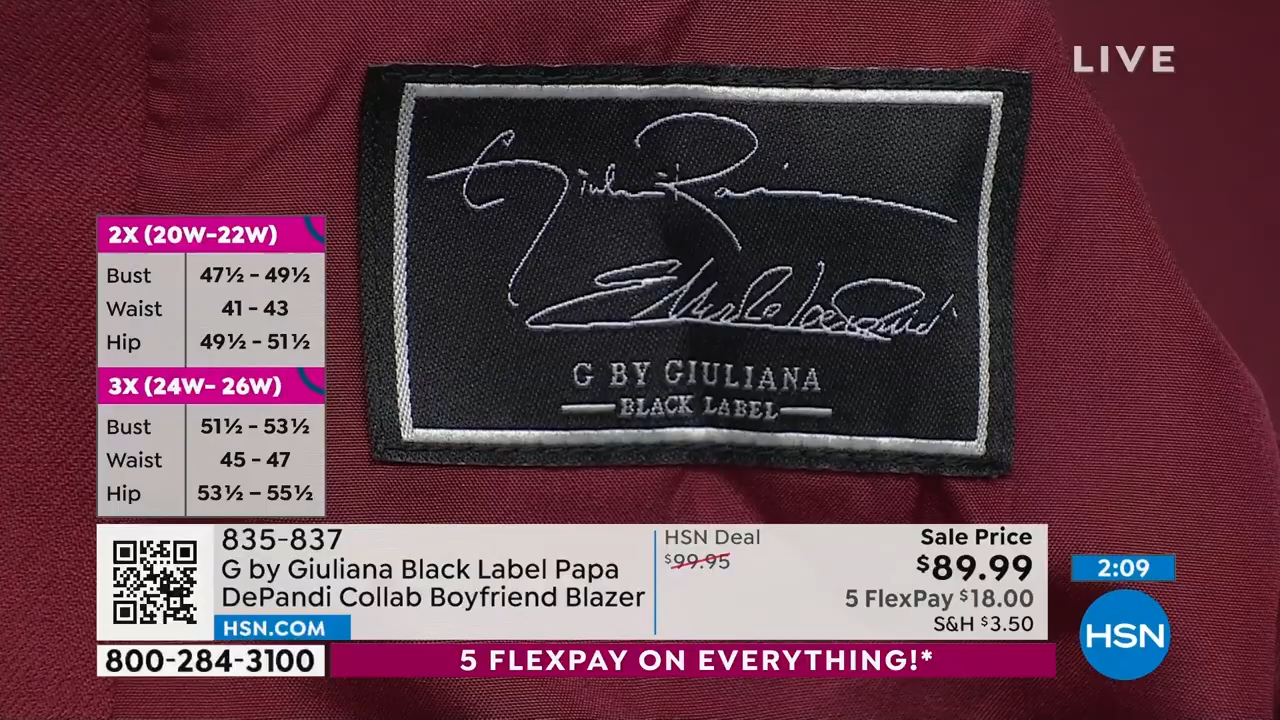 LIVE
G BY GIULIANA
BLACK LABEL
2X (20W-22W)
Bust 47½ - 49½
Waist 41 - 43
Hip 49½ - 51½
3X (24W- 26W)
Bust 51½ - 53½
Waist 45 - 47
Hip 53½ - 55½
835-837
G by Giuliana Black Label Papa
DePandi Collab Boyfriend Blazer
HSN.COM
HSN Deal
$99.95
Sale Price
$89.99
5 FlexPay $18.00
S&H $3.50
2:09
HSN
800-284-3100
5 FLEXPAY ON EVERYTHING!*